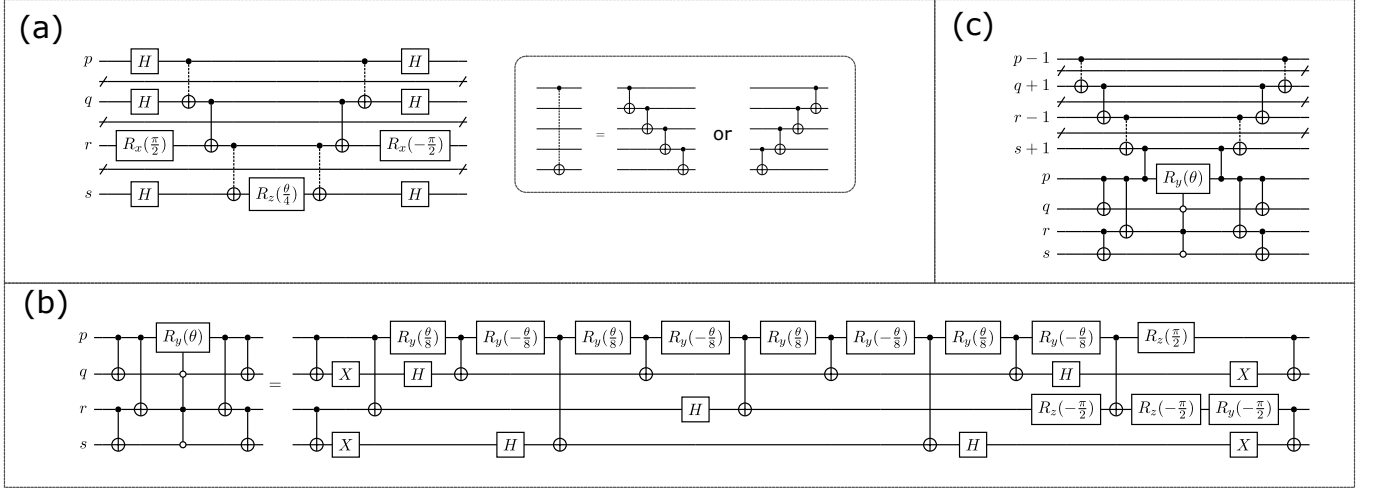 (a)
p H H
q H H
r R_x(π/2) R_x(-π/2)
s H R_z(θ/4) H
= or
(c)
p − 1
q + 1
r − 1
s + 1
p R_y(θ)
q
r
s
(b)
p R_y(θ) R_y(θ/8) R_y(-θ/8) R_y(θ/8) R_y(-θ/8) R_y(θ/8) R_y(-θ/8) R_y(θ/8) R_y(-θ/8) R_z(π/2)
q = X H H X
r H R_z(-π/2) R_z(-π/2) R_y(-π/2)
s X H H X